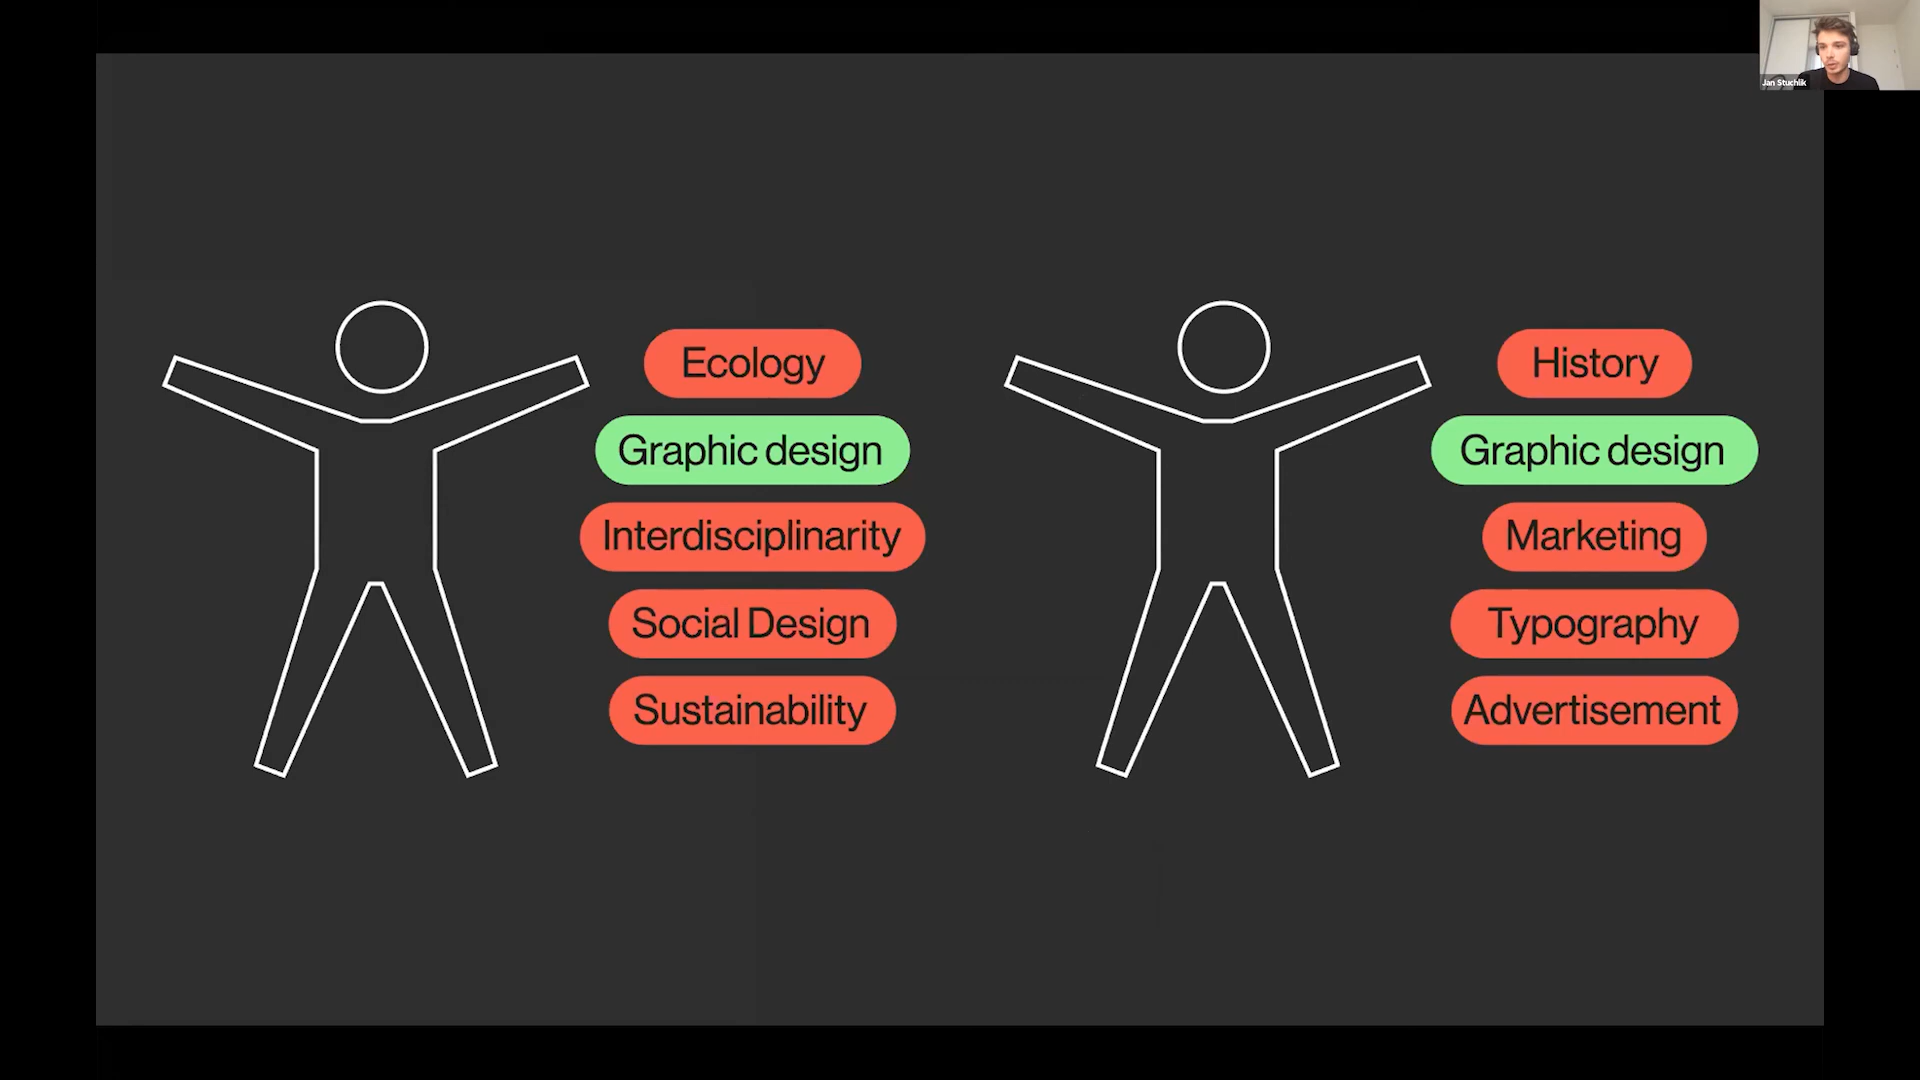 Jan Stuchlik
Ecology
Graphic design
Interdisciplinarity
Social Design
Sustainability
History
Graphic design
Marketing
Typography
Advertisement